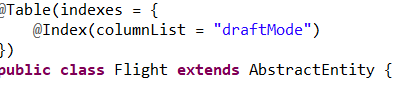 @Table(indexes = {
    @Index(columnList = "draftMode")
})
public class Flight extends AbstractEntity {